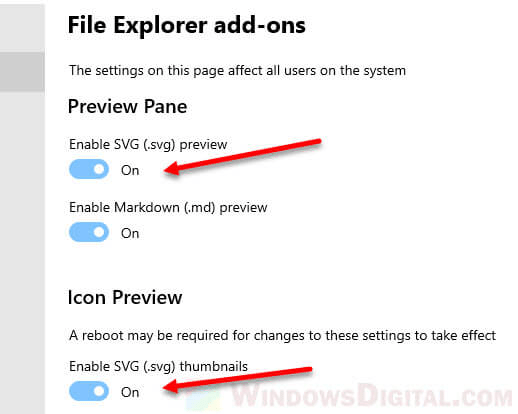 File Explorer add-ons
The settings on this page affect all users on the system
Preview Pane
Enable SVG (.svg) preview
On
Enable Markdown (.md) preview
On
Icon Preview
A reboot may be required for changes to these settings to take effect
Enable SVG (.svg) thumbnails
On
WINDOWSDIGITAL.COM